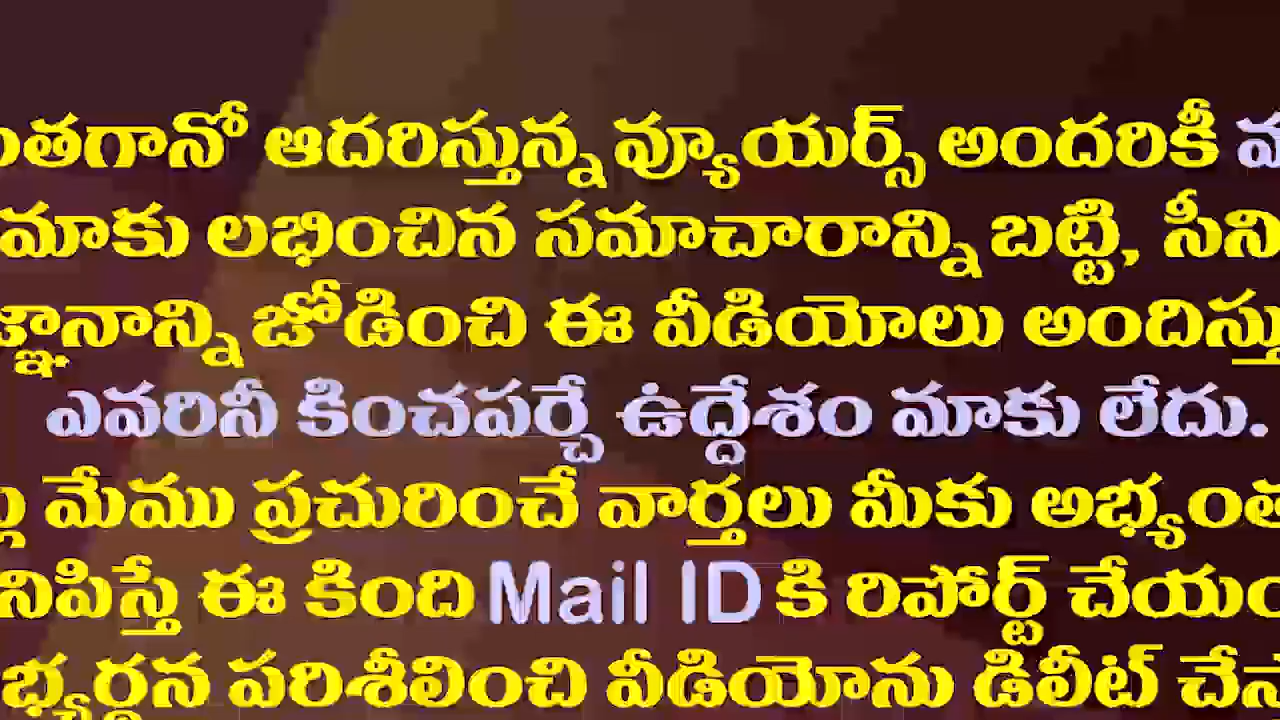 ఆదరిస్తున్న వ్యూయర్స్ అందరికీ
మాకు లభించిన సమాచారాన్ని బట్టి,
జోడించి ఈ వీడియోలు
ఎవరినీ కించపర్చే ఉద్దేశం మాకు లేదు.
మేము ప్రచురించే వార్తలు మీకు
ఈ కింది Mail ID కి రిపోర్ట్
పరిశీలించి వీడియోను డిలీట్